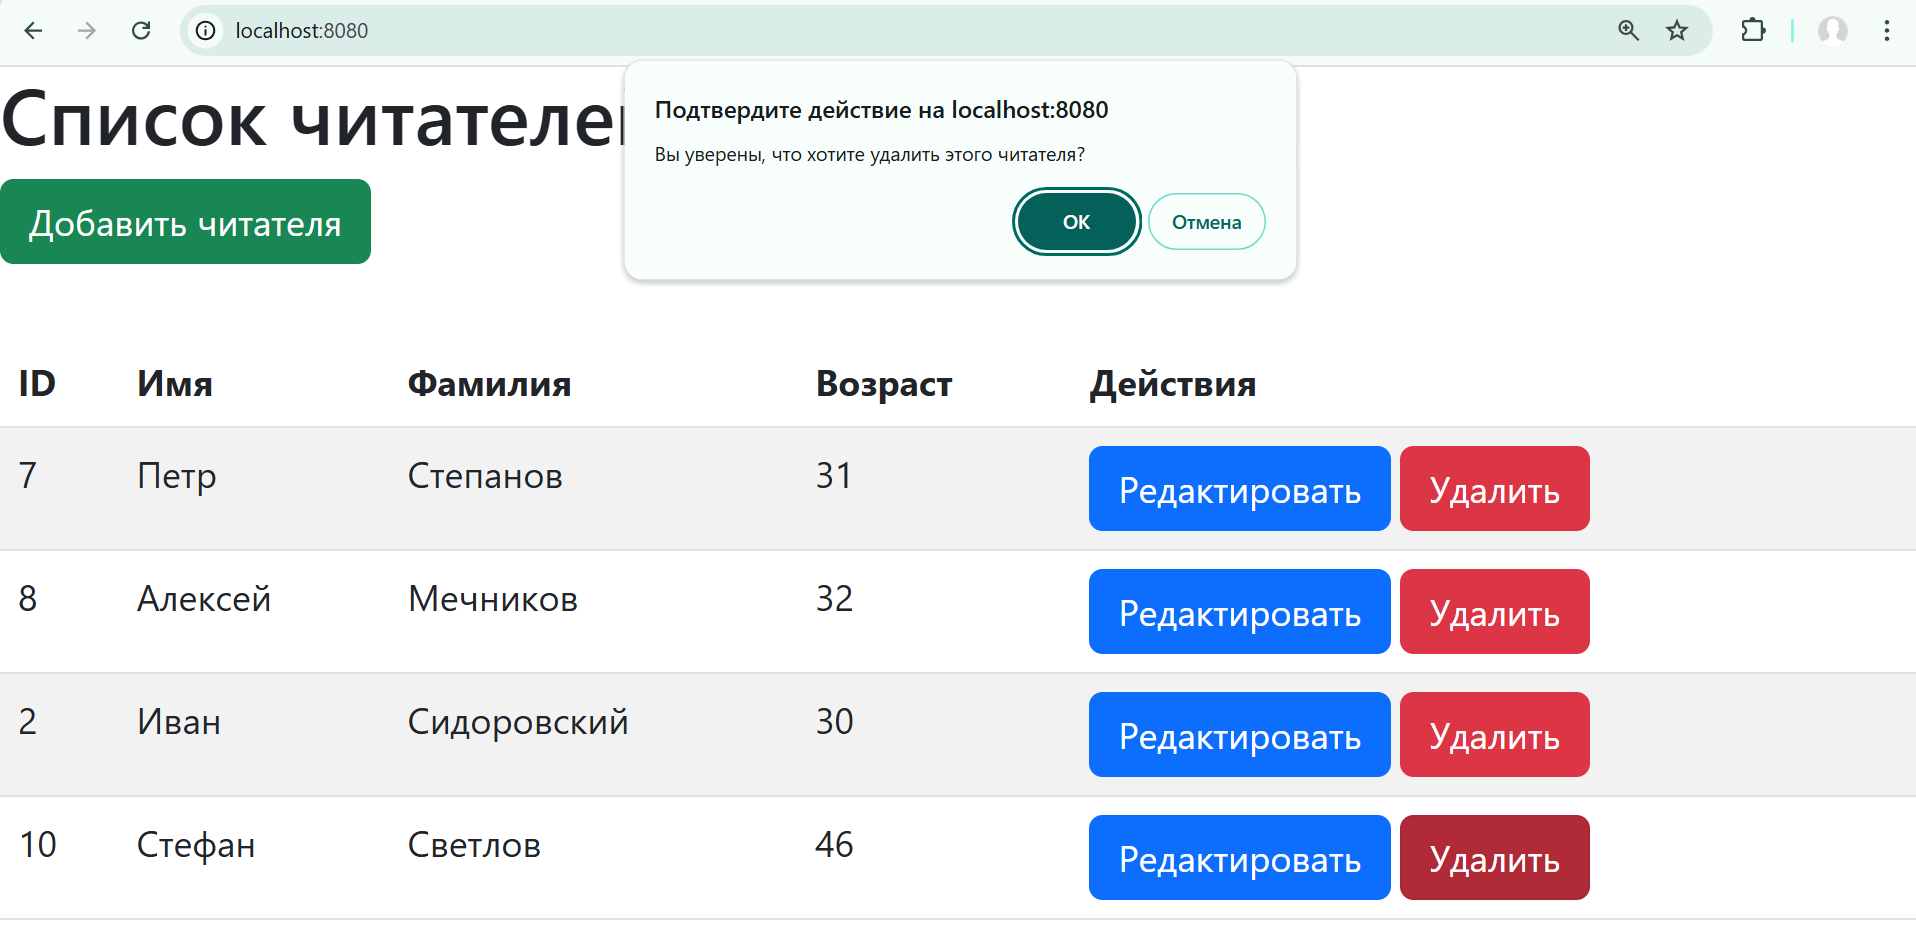 localhost:8080
Подтвердите действие на localhost:8080
Вы уверены, что хотите удалить этого читателя?
ОК Отмена
Список читателе
Добавить читателя
ID Имя Фамилия Возраст Действия
7 Петр Степанов 31 Редактировать Удалить
8 Алексей Мечников 32 Редактировать Удалить
2 Иван Сидоровский 30 Редактировать Удалить
10 Стефан Светлов 46 Редактировать Удалить